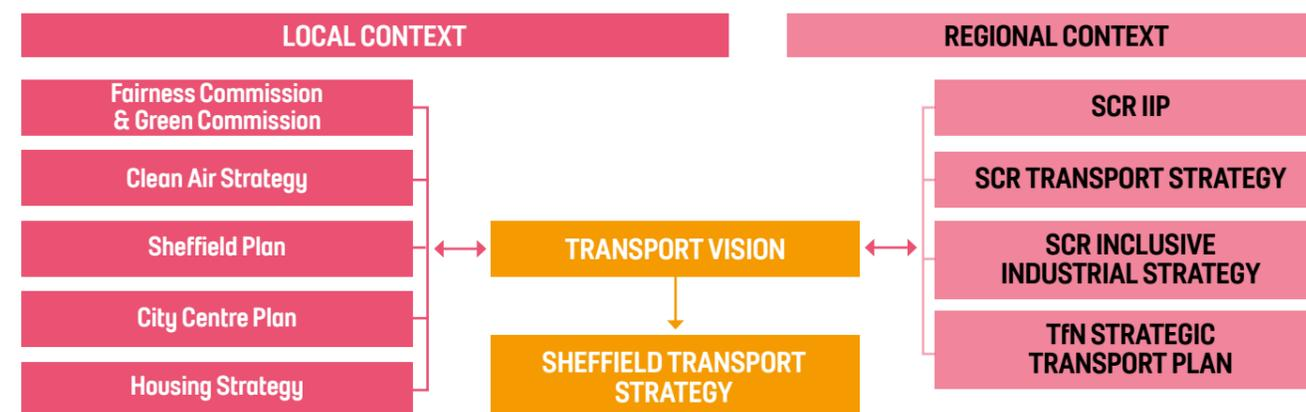 LOCAL CONTEXT
REGIONAL CONTEXT
Fairness Commission
& Green Commission
Clean Air Strategy
Sheffield Plan
City Centre Plan
Housing Strategy
TRANSPORT VISION
SHEFFIELD TRANSPORT
STRATEGY
SCR IIP
SCR TRANSPORT STRATEGY
SCR INCLUSIVE
INDUSTRIAL STRATEGY
TfN STRATEGIC
TRANSPORT PLAN